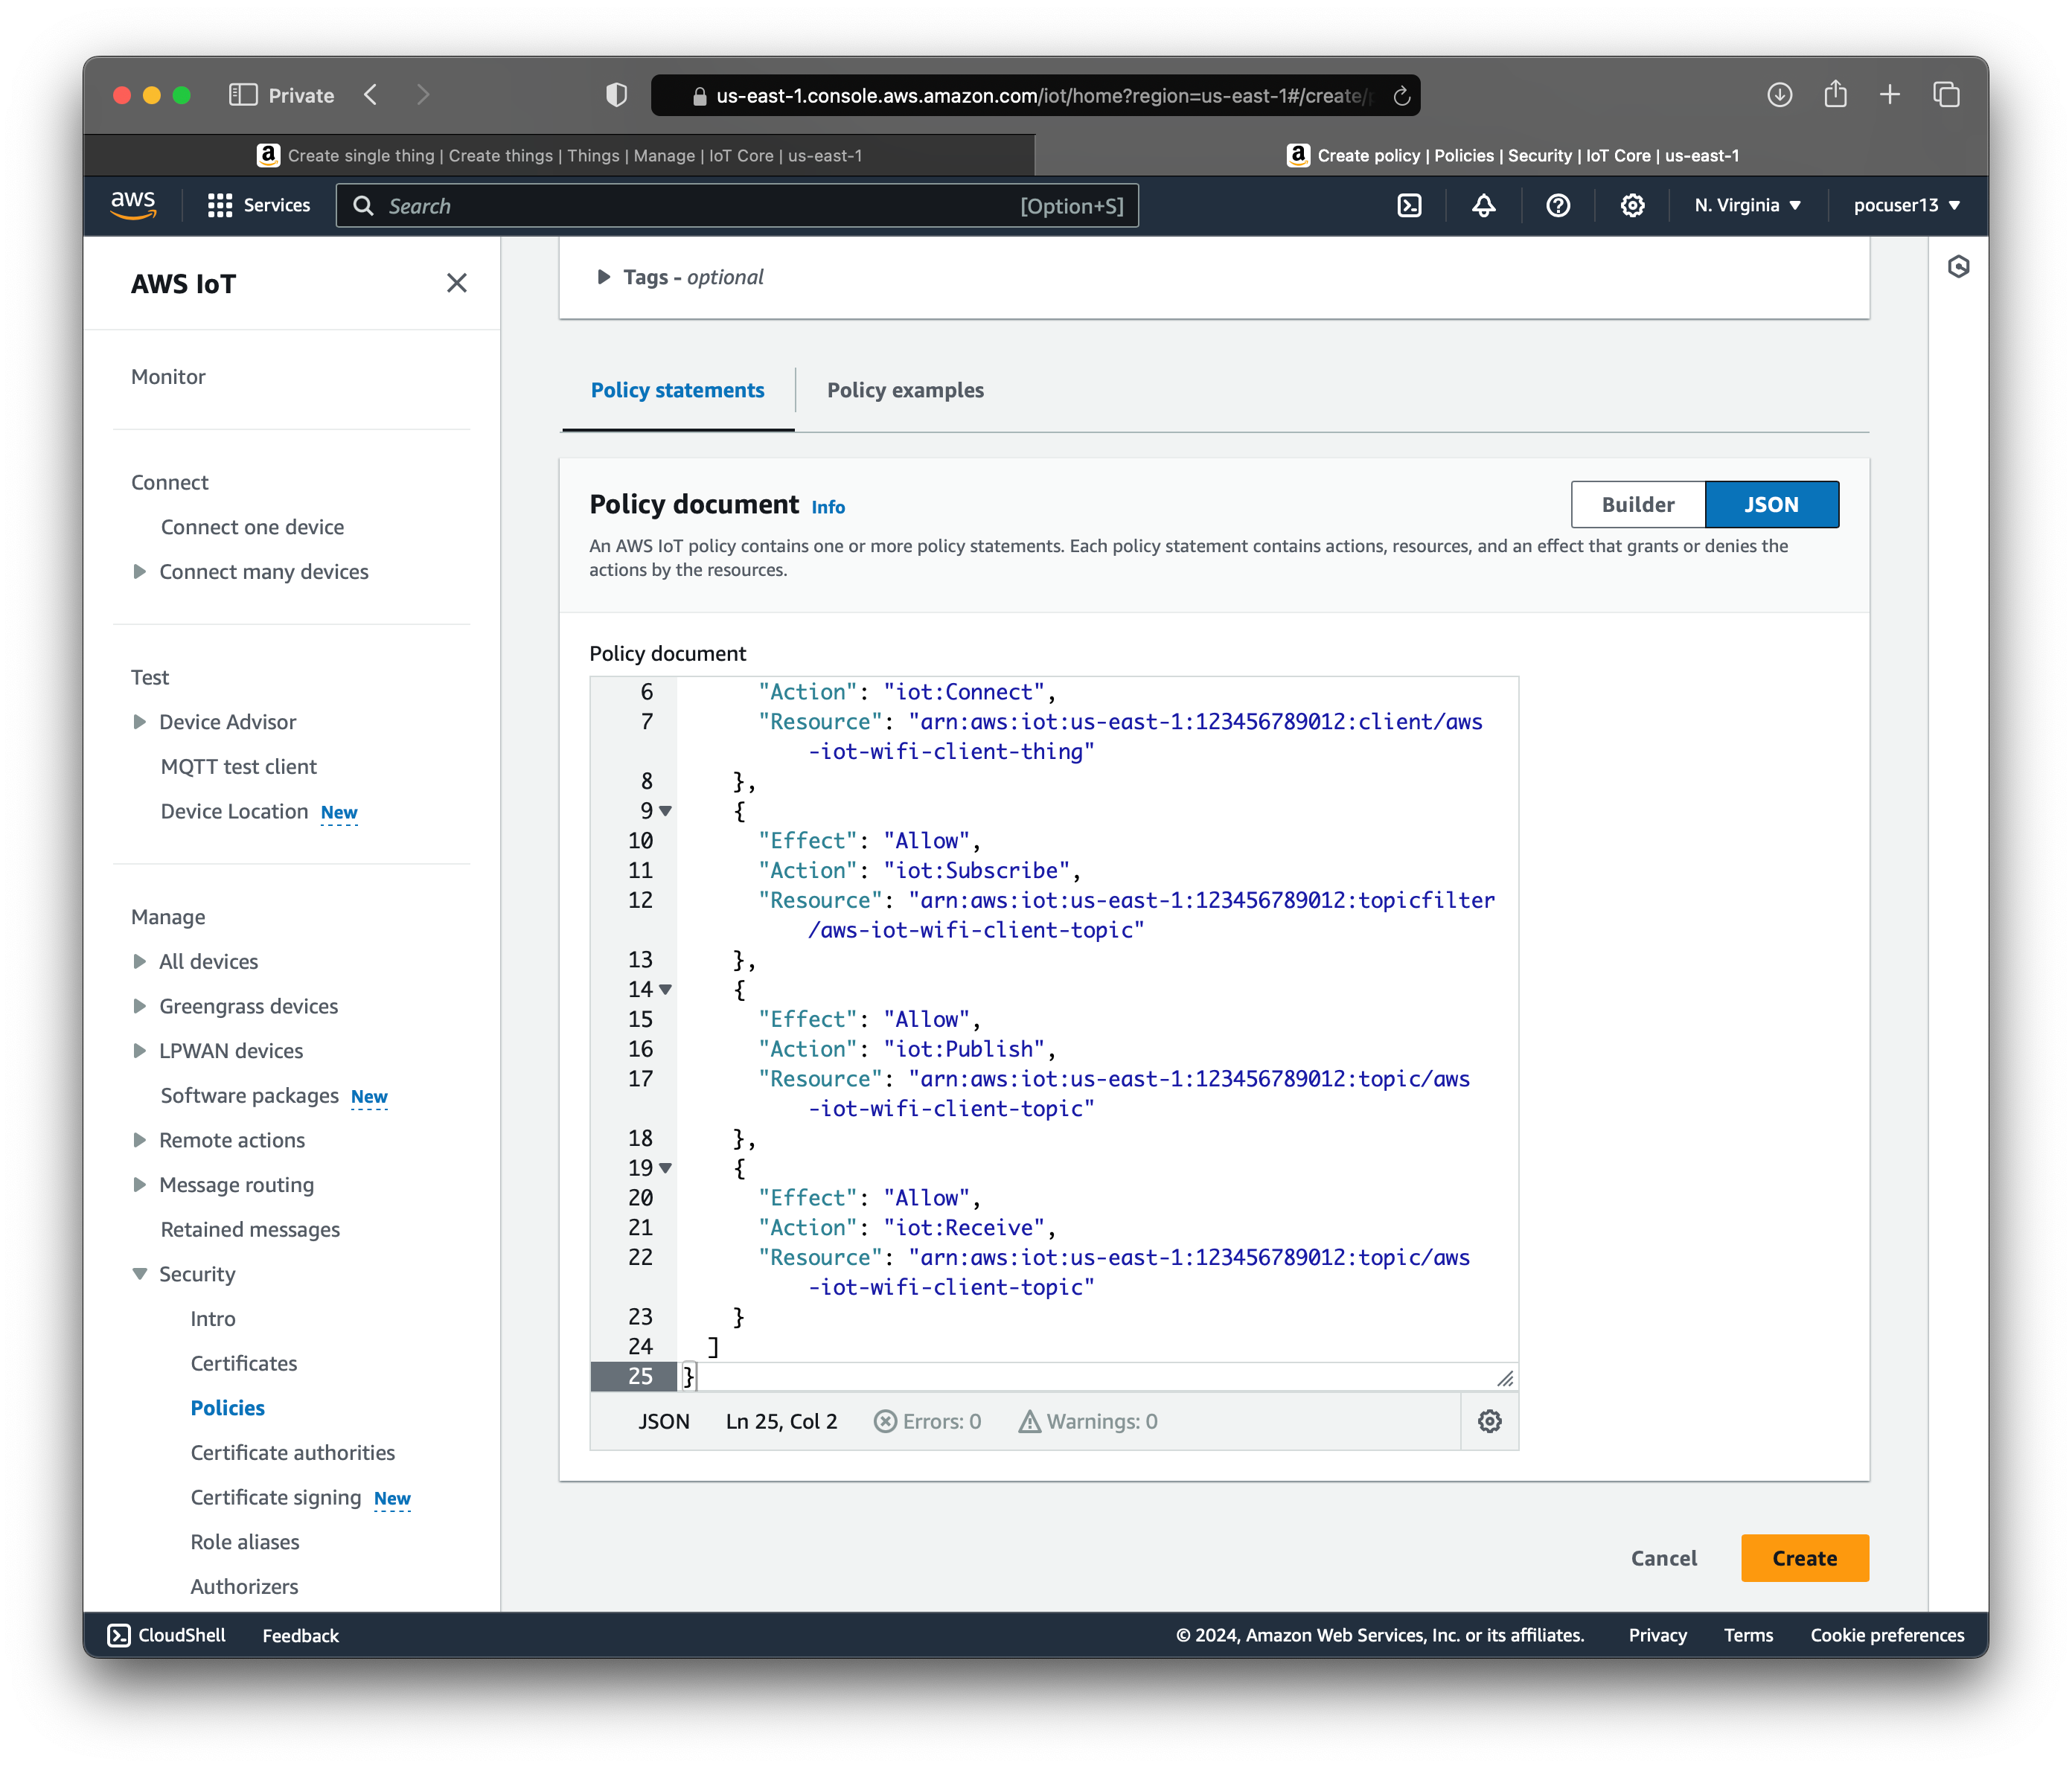 Private
us-east-1.console.aws.amazon.com/iot/home?region=us-east-1#/create/
Create single thing | Create things | Things | Manage | IoT Core | us-east-1
Create policy | Policies | Security | IoT Core | us-east-1
aws
Services
Search
[Option+S]
N. Virginia
pocuser13
AWS IoT
Monitor
Connect
Connect one device
Connect many devices
Test
Device Advisor
MQTT test client
Device Location New
Manage
All devices
Greengrass devices
LPWAN devices
Software packages New
Remote actions
Message routing
Retained messages
Security
Intro
Certificates
Policies
Certificate authorities
Certificate signing New
Role aliases
Authorizers
Tags - optional
Policy statements
Policy examples
Policy document Info
Builder
JSON
An AWS IoT policy contains one or more policy statements. Each policy statement contains actions, resources, and an effect that grants or denies the
actions by the resources.
Policy document
6 "Action": "iot:Connect",
7 "Resource": "arn:aws:iot:us-east-1:123456789012:client/aws
-iot-wifi-client-thing"
8 },
9 {
10 "Effect": "Allow",
11 "Action": "iot:Subscribe",
12 "Resource": "arn:aws:iot:us-east-1:123456789012:topicfilter
/aws-iot-wifi-client-topic"
13 },
14 {
15 "Effect": "Allow",
16 "Action": "iot:Publish",
17 "Resource": "arn:aws:iot:us-east-1:123456789012:topic/aws
-iot-wifi-client-topic"
18 },
19 {
20 "Effect": "Allow",
21 "Action": "iot:Receive",
22 "Resource": "arn:aws:iot:us-east-1:123456789012:topic/aws
-iot-wifi-client-topic"
23 }
24 ]
25 }
JSON Ln 25, Col 2 Errors: 0 Warnings: 0
Cancel
Create
CloudShell
Feedback
© 2024, Amazon Web Services, Inc. or its affiliates.
Privacy
Terms
Cookie preferences